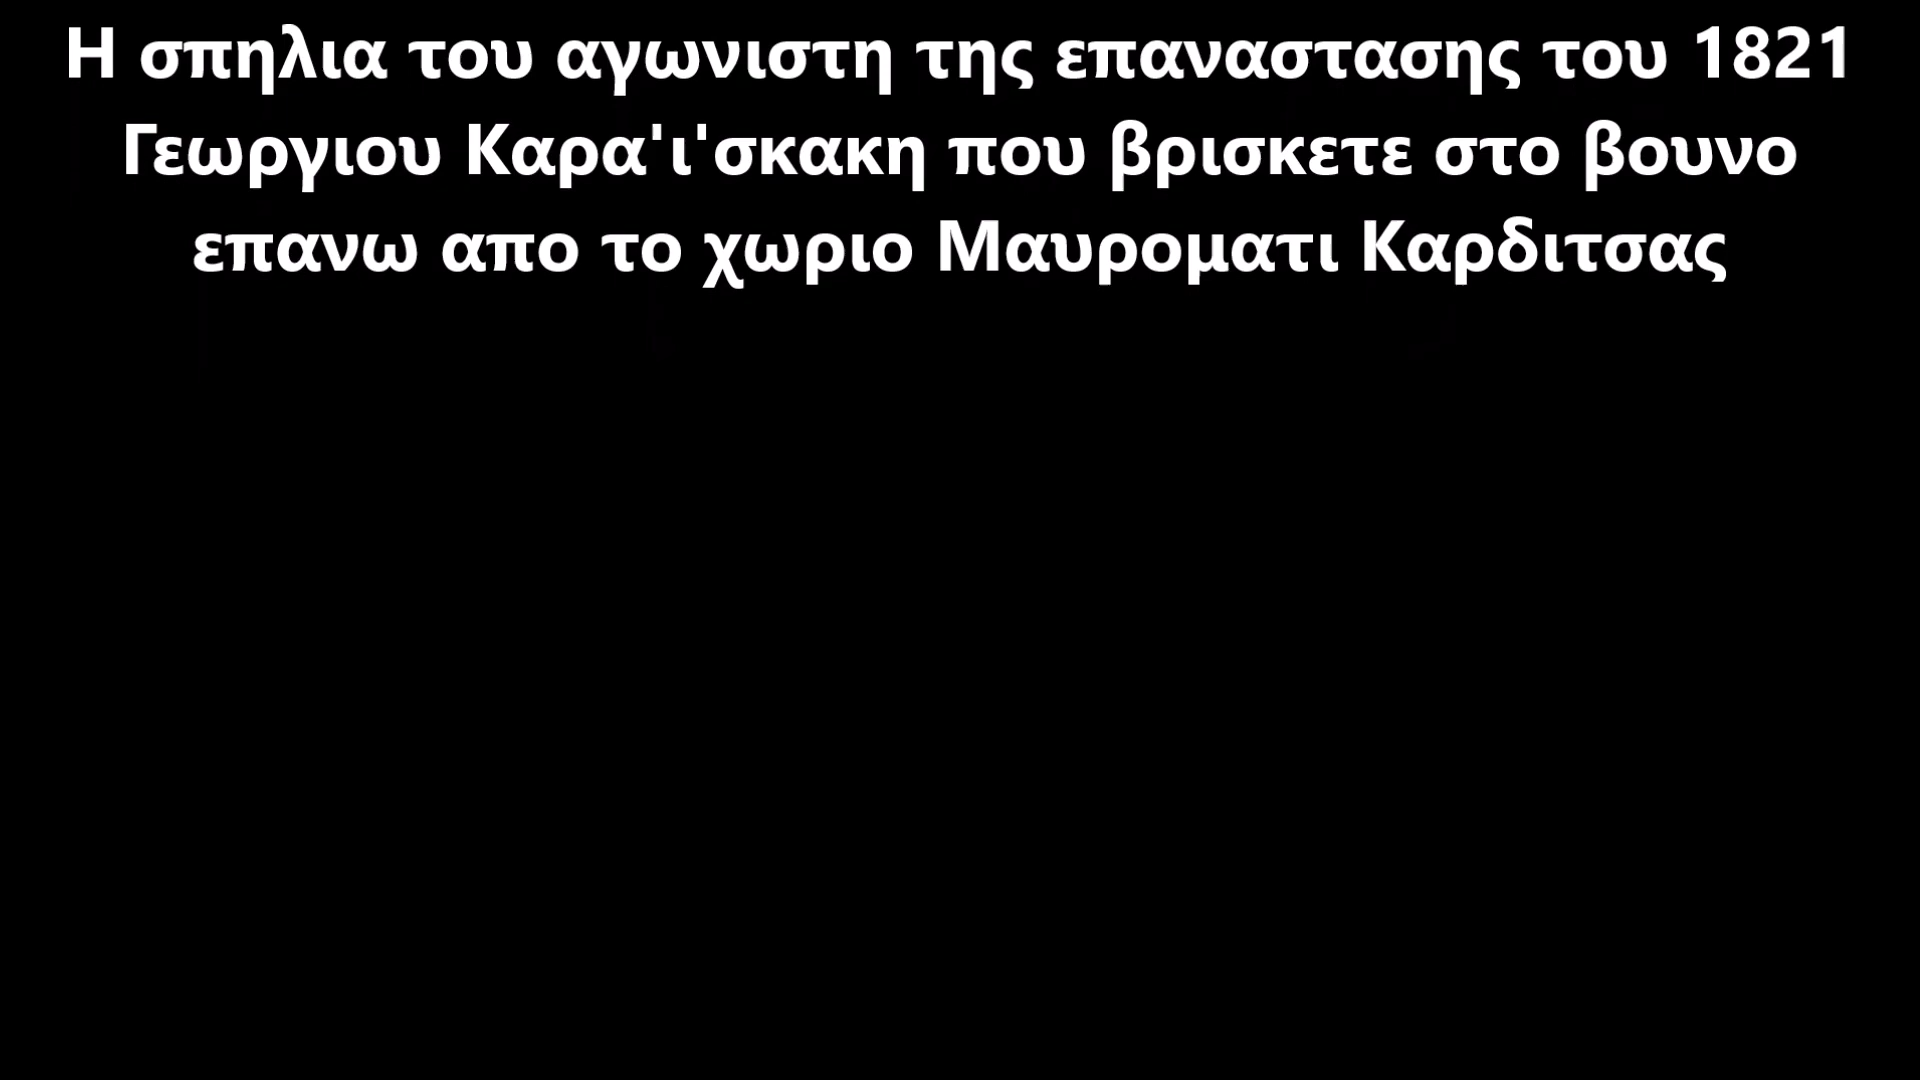 Η σπηλια του αγωνιστη της επαναστασης του 1821
Γεωργιου Καρα'ι'σκακη που βρισκετε στο βουνο
επανω απο το χωριο Μαυροματι Καρδιτσας